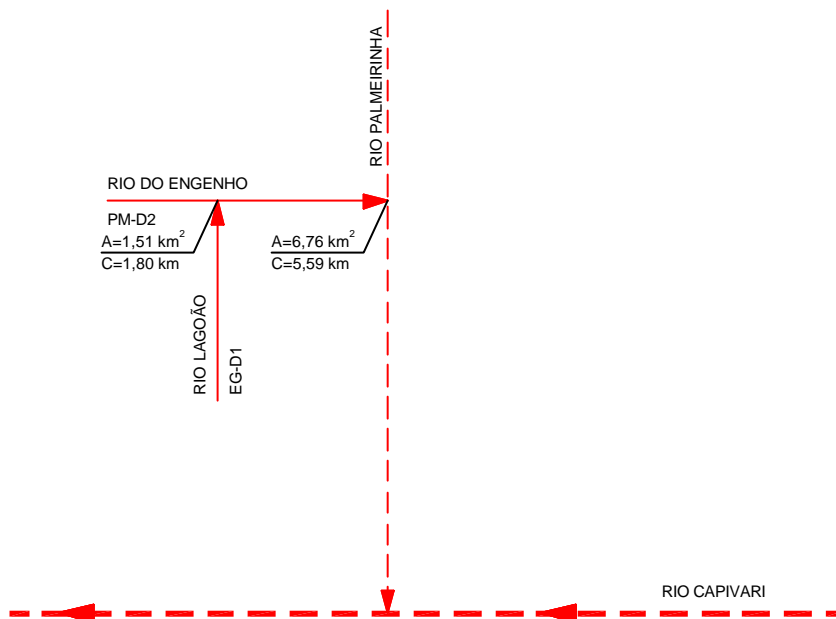 RIO PALMEIRINHA
RIO DO ENGENHO
PM-D2
A=1,51 km²
C=1,80 km
A=6,76 km²
C=5,59 km
RIO LAGOÃO
EG-D1
RIO CAPIVARI